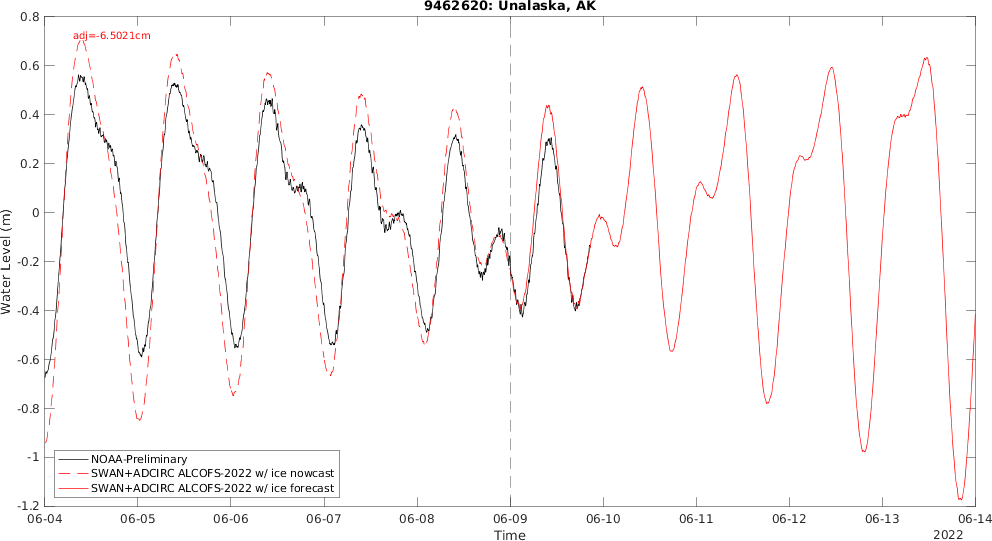 9462620: Unalaska, AK
adj=-6.5021cm
0.8
0.6
0.4
0.2
0
-0.2
-0.4
-0.6
-0.8
-1
-1.2
Water Level (m)
NOAA-Preliminary
SWAN+ADCIRC ALCOFS-2022 w/ ice nowcast
SWAN+ADCIRC ALCOFS-2022 w/ ice forecast
06-04 06-05 06-06 06-07 06-08 06-09 06-10 06-11 06-12 06-13 06-14
Time
2022